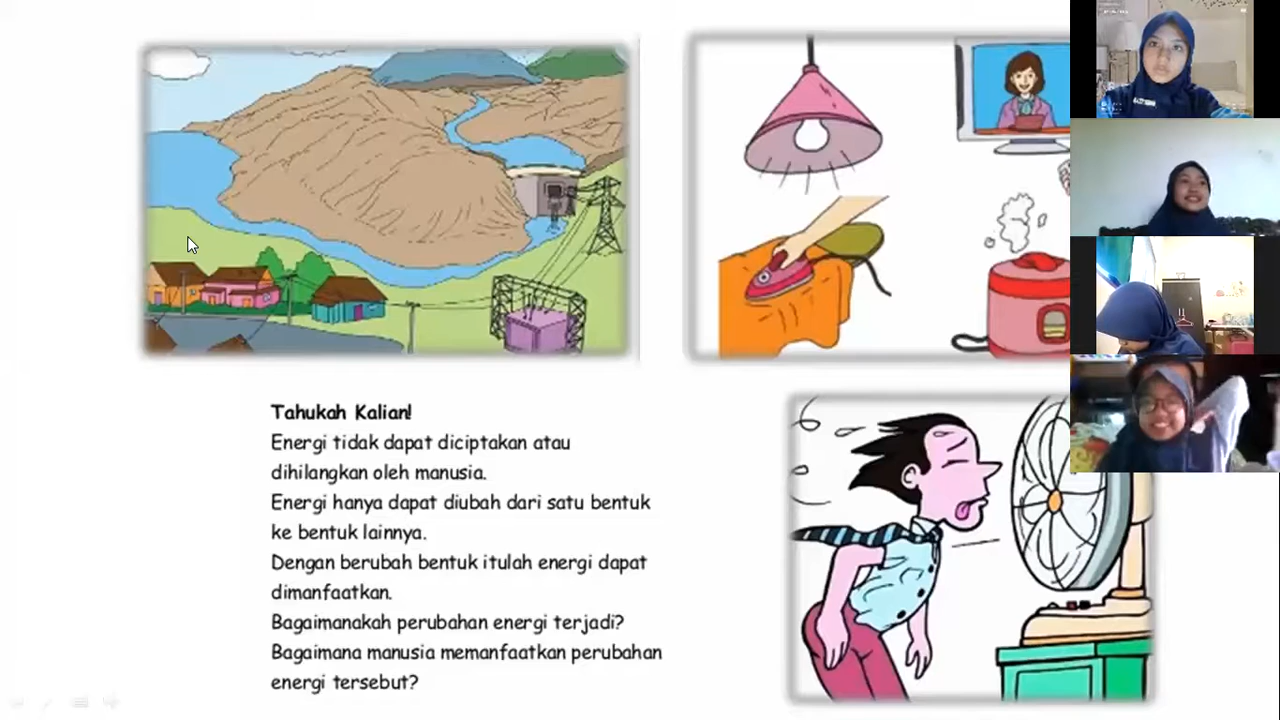 Tahukah Kalian!
Energi tidak dapat diciptakan atau
dihilangkan oleh manusia.
Energi hanya dapat diubah dari satu bentuk
ke bentuk lainnya.
Dengan berubah bentuk itulah energi dapat
dimanfaatkan.
Bagaimanakah perubahan energi terjadi?
Bagaimana manusia memanfaatkan perubahan
energi tersebut?